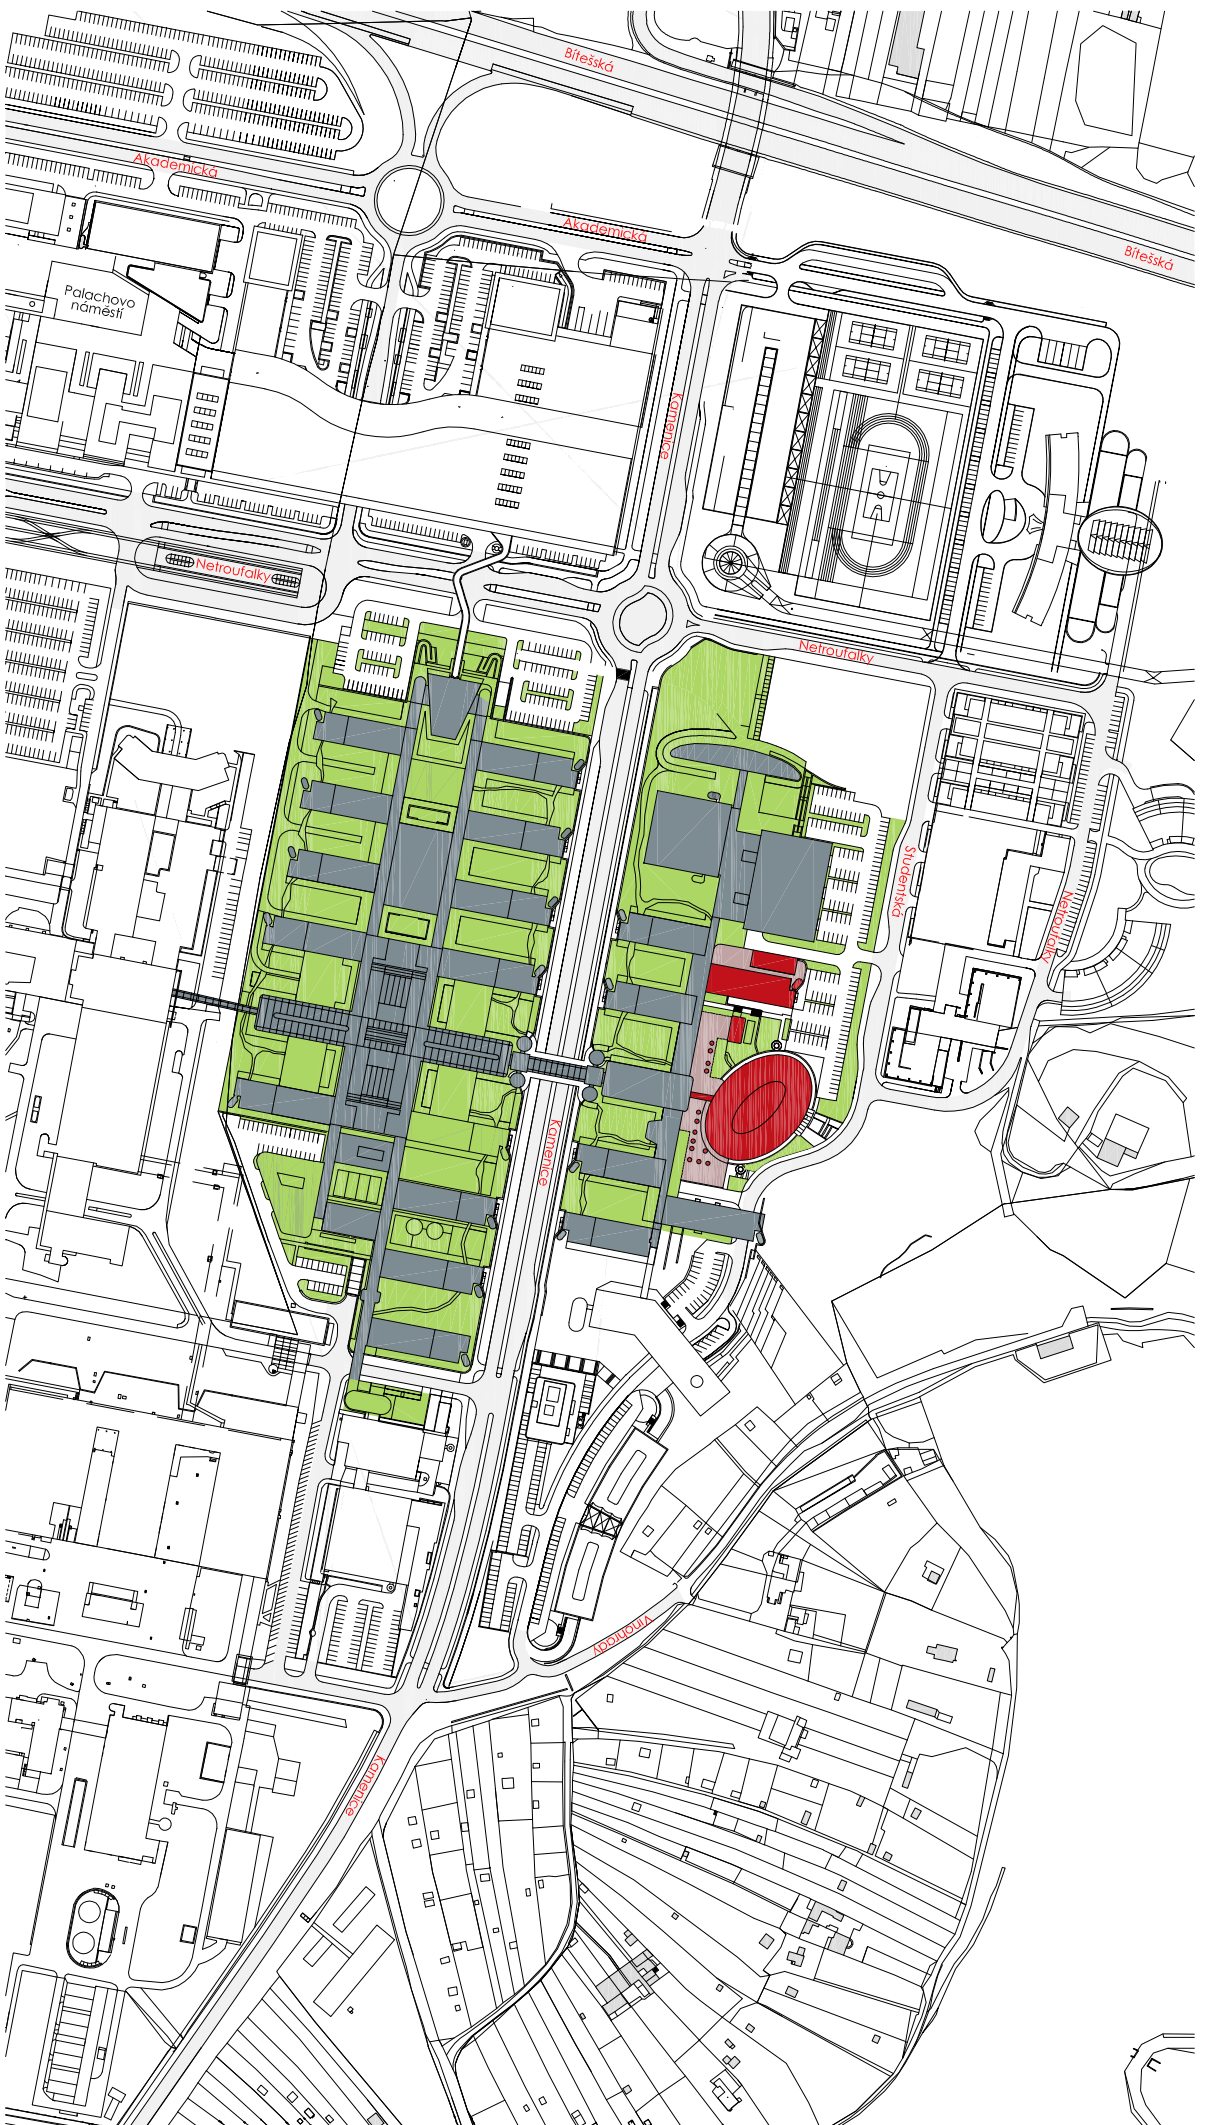 Bítešská
Akademická
Akademická
Bítešská
Palachovo
náměstí
Kamenice
Netroufalky
Netroufalky
Studentská
Netroufalky
Kamenice
Vinohrady
Kamenice